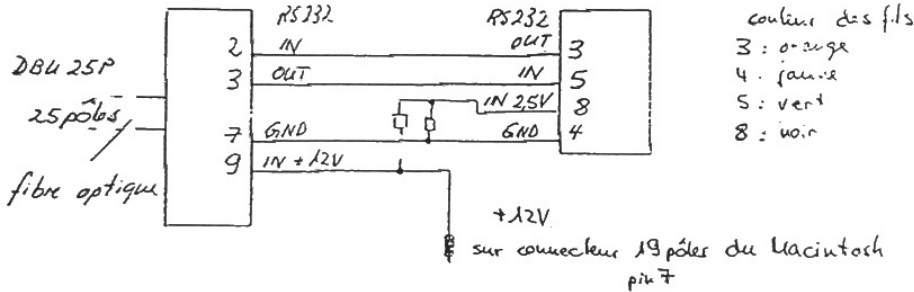 RS232
RS232
couleur des fils
2 IN OUT 3
3 : orange
DBU 25P
3 OUT IN 5
4 . jaune
25 pôles
IN 2,5V 8
5 : vert
7 GND GND 4
8 : noir
9 IN +12V
fibre optique
+12V
sur connecteur 19 pôles du Macintosh
pin 7